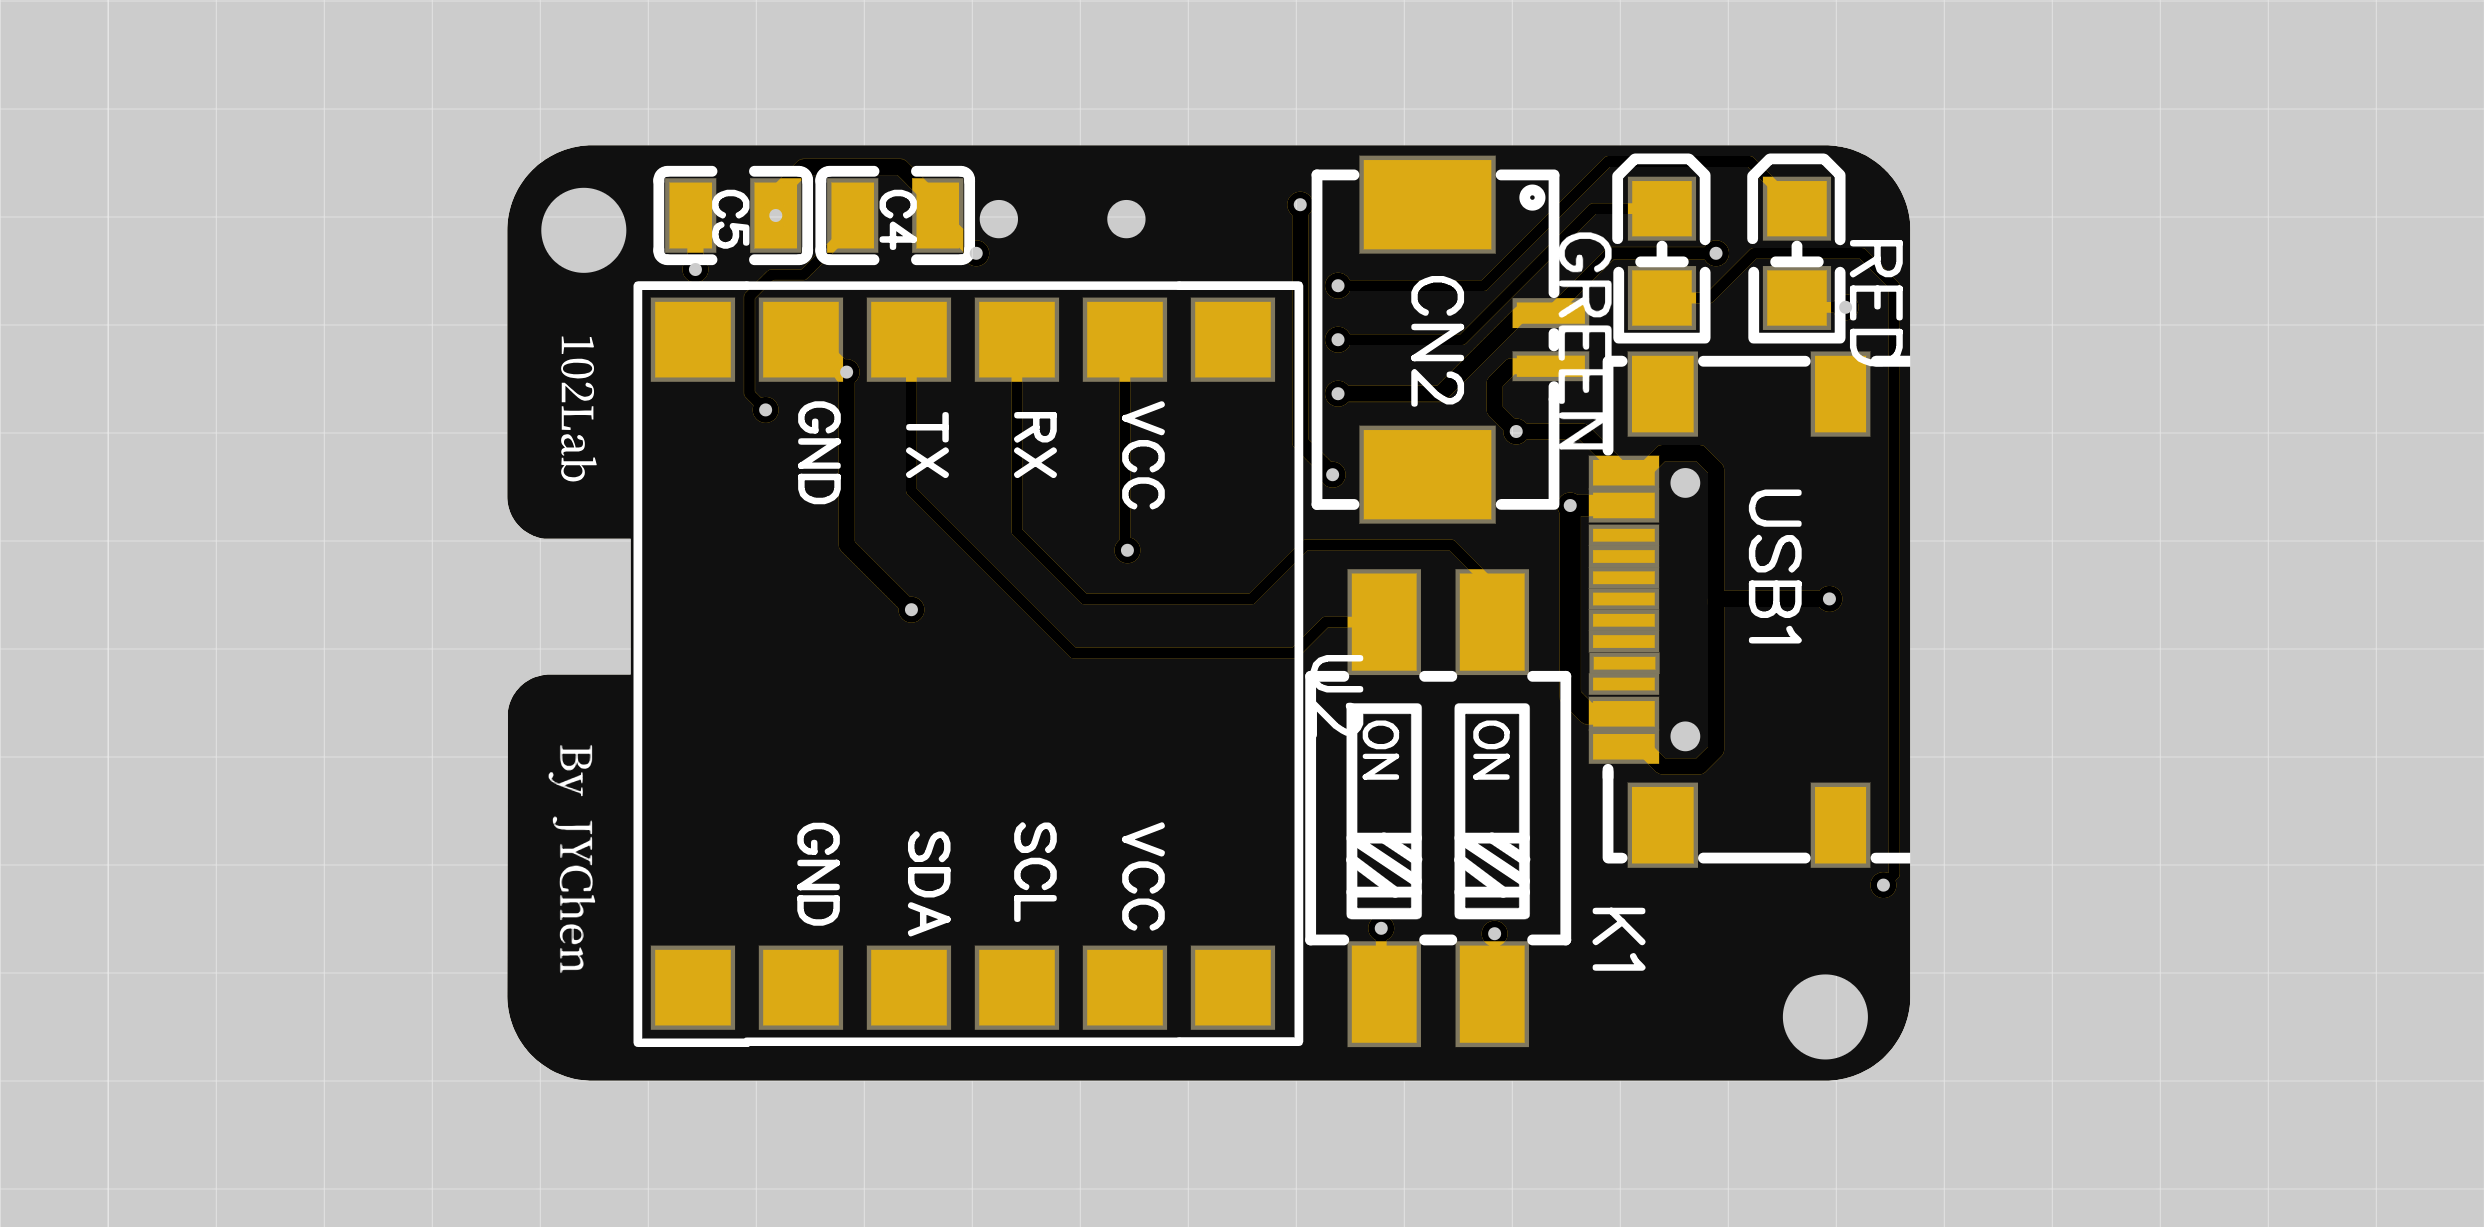 C5
C4
CN2
GREEN
RED
102Lab
GND
TX
RX
VCC
USB1
U2
ON
ON
By JYChen
GND
SDA
SCL
VCC
K1